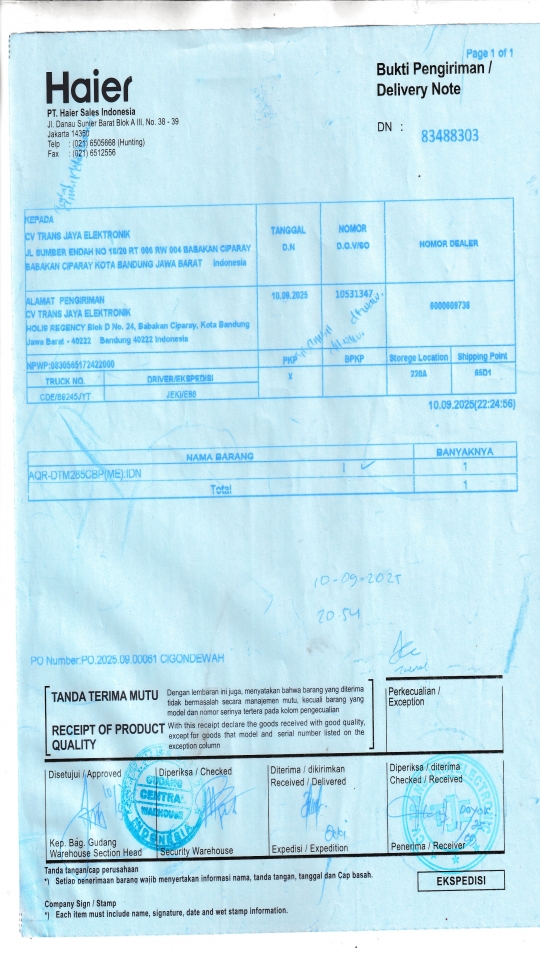 Page 1 of 1
Haier
Bukti Pengiriman /
Delivery Note
PT. Haier Sales Indonesia
Jl. Danau Sunter Barat Blok A III, No. 38 - 39
Jakarta 14350
Telp : (021) 6505668 (Hunting)
Fax : (021) 6512556
DN : 83488303
KEPADA
CV TRANS JAYA ELEKTRONIK
JL SUMBER ENDAH NO 18/20 RT 006 RW 004 BABAKAN CIPARAY
BABAKAN CIPARAY KOTA BANDUNG JAWA BARAT Indonesia
TANGGAL
D.N
NOMOR
D.O.V/SO
NOMOR DEALER
ALAMAT PENGIRIMAN
CV TRANS JAYA ELEKTRONIK
HOLIS REGENCY Blok D No. 24, Babakan Ciparay, Kota Bandung
Jawa Barat - 40222 Bandung 40222 Indonesia
10.09.2025
10531347
NPWP:0830565172422000
PKP
BPKP
Storege Location
Shipping Point
TRUCK NO.
DRIVER/EKSPEDISI
X
220A
CDE/B9245JYT
10.09.2025(22:24:56)
NAMA BARANG
BANYAKNYA
AQR-DTM265CBP(ME):IDN
1
1
Total
1
10-09-2025
20.54
PO Number:PO.2025.09.00061 CIGONDEWAH
TANDA TERIMA MUTU
Dengan lembaran ini juga, menyatakan bahwa barang yang diterima
tidak bermasalah secara manajemen mutu, kecuali barang yang
model dan nomor serinya tertera pada kolom pengecualian
RECEIPT OF PRODUCT
QUALITY
With this receipt declare the goods received with good quality,
except for goods that model and serial number listed on the
exception column
Perkecualian /
Exception
Disetujui / Approved
Diperiksa / Checked
Diterima / dikirimkan
Received / Delivered
Diperiksa / diterima
Checked / Received
GUDANG
CENTRAL
WAREHOUSE
INDONESIA
Kep. Bag. Gudang
Warehouse Section Head
Security Warehouse
Expedisi / Expedition
Penerima / Receiver
Tanda tangan/cap perusahaan
*) Setiap penerimaan barang wajib menyertakan informasi nama, tanda tangan, tanggal dan Cap basah.
EKSPEDISI
Company Sign / Stamp
*) Each item must include name, signature, date and wet stamp information.